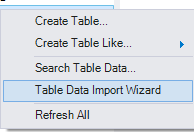 Create Table...
Create Table Like...
Search Table Data...
Table Data Import Wizard
Refresh All